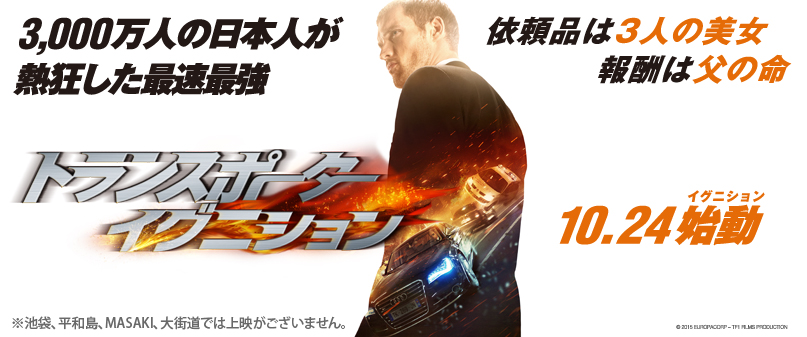 3,000万人の日本人が
熱狂した最速最強
依頼品は３人の美女
報酬は父の命
トランスポーター
イグニション
イグニション
10.24始動
※池袋、平和島、MASAKI、大街道では上映がございません。
© 2015 EUROPACORP – TF1 FILMS PRODUCTION